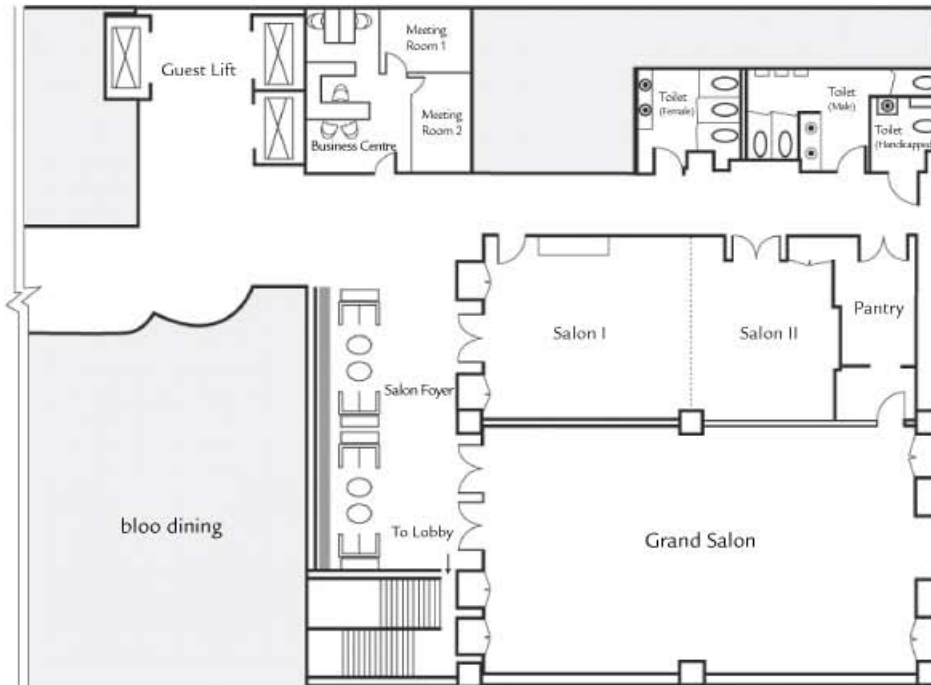 Guest Lift
Meeting
Room 1
Meeting
Room 2
Business Centre
Toilet
(Female)
Toilet
(Male)
Toilet
(Handicapped)
Salon I
Salon II
Pantry
Salon Foyer
To Lobby
bloo dining
Grand Salon